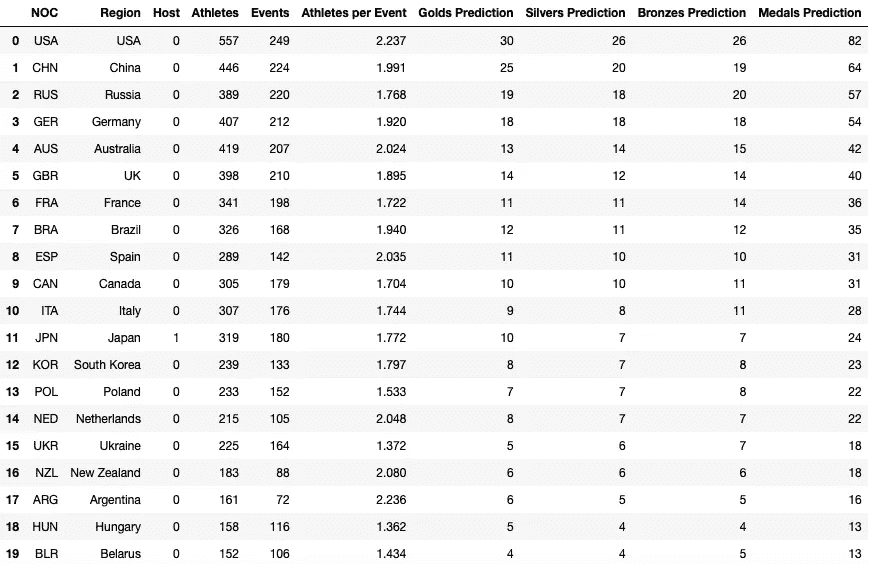 NOC Region Host Athletes Events Athletes per Event Golds Prediction Silvers Prediction Bronzes Prediction Medals Prediction
0 USA USA 0 557 249 2.237 30 26 26 82
1 CHN China 0 446 224 1.991 25 20 19 64
2 RUS Russia 0 389 220 1.768 19 18 20 57
3 GER Germany 0 407 212 1.920 18 18 18 54
4 AUS Australia 0 419 207 2.024 13 14 15 42
5 GBR UK 0 398 210 1.895 14 12 14 40
6 FRA France 0 341 198 1.722 11 11 14 36
7 BRA Brazil 0 326 168 1.940 12 11 12 35
8 ESP Spain 0 289 142 2.035 11 10 10 31
9 CAN Canada 0 305 179 1.704 10 10 11 31
10 ITA Italy 0 307 176 1.744 9 8 11 28
11 JPN Japan 1 319 180 1.772 10 7 7 24
12 KOR South Korea 0 239 133 1.797 8 7 8 23
13 POL Poland 0 233 152 1.533 7 7 8 22
14 NED Netherlands 0 215 105 2.048 8 7 7 22
15 UKR Ukraine 0 225 164 1.372 5 6 7 18
16 NZL New Zealand 0 183 88 2.080 6 6 6 18
17 ARG Argentina 0 161 72 2.236 6 5 5 16
18 HUN Hungary 0 158 116 1.362 5 4 4 13
19 BLR Belarus 0 152 106 1.434 4 4 5 13